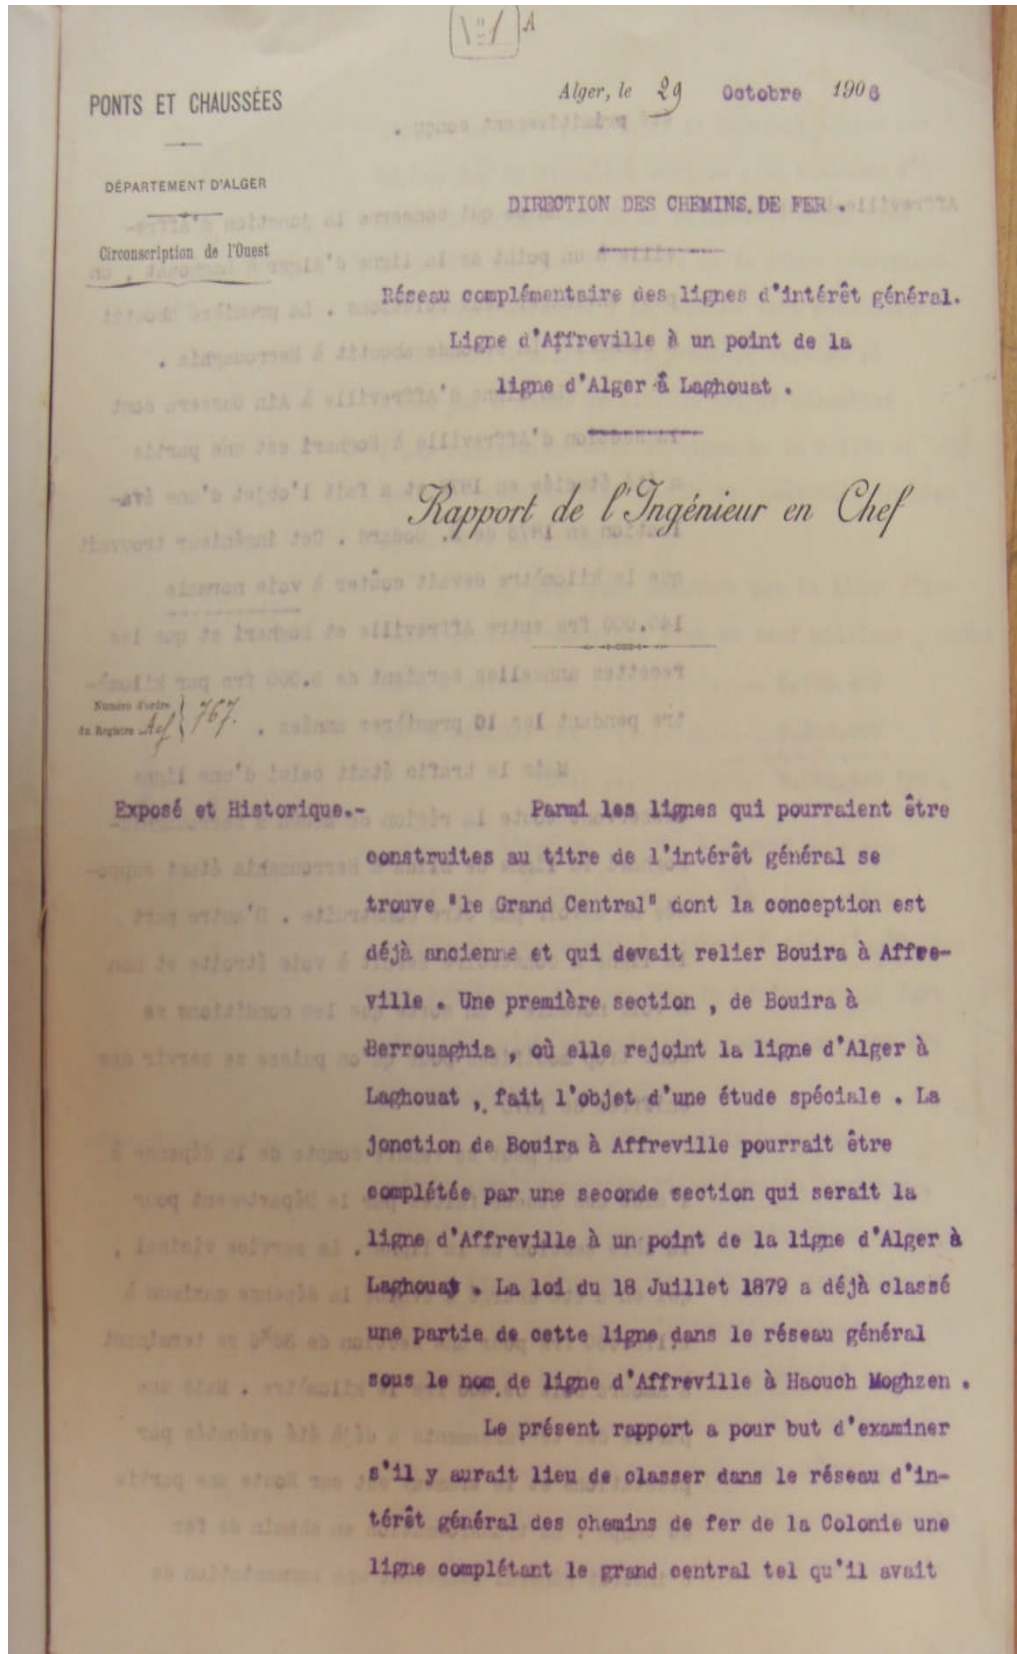 N° 1 A
PONTS ET CHAUSSÉES
DÉPARTEMENT D'ALGER
Circonscription de l'Ouest
Alger, le 29 Octobre 1906
DIRECTION DES CHEMINS DE FER .
Réseau complémentaire des lignes d'intérêt général.
Ligne d'Affreville à un point de la
ligne d'Alger à Laghouat .
Rapport de l'Ingénieur en Chef
Numéro d'ordre
du Registre 767.
Exposé et Historique.-
Parmi les lignes qui pourraient être
construites au titre de l'intérêt général se
trouve "le Grand Central" dont la conception est
déjà ancienne et qui devait relier Bouira à Affre-
ville . Une première section , de Bouira à
Berrouaghia , où elle rejoint la ligne d'Alger à
Laghouat , fait l'objet d'une étude spéciale . La
jonction de Bouira à Affreville pourrait être
complétée par une seconde section qui serait la
ligne d'Affreville à un point de la ligne d'Alger à
Laghouat . La loi du 18 Juillet 1879 a déjà classé
une partie de cette ligne dans le réseau général
sous le nom de ligne d'Affreville à Haouch Moghzen .
Le présent rapport a pour but d'examiner
s'il y aurait lieu de classer dans le réseau d'in-
térêt général des chemins de fer de la Colonie une
ligne complétant le grand central tel qu'il avait